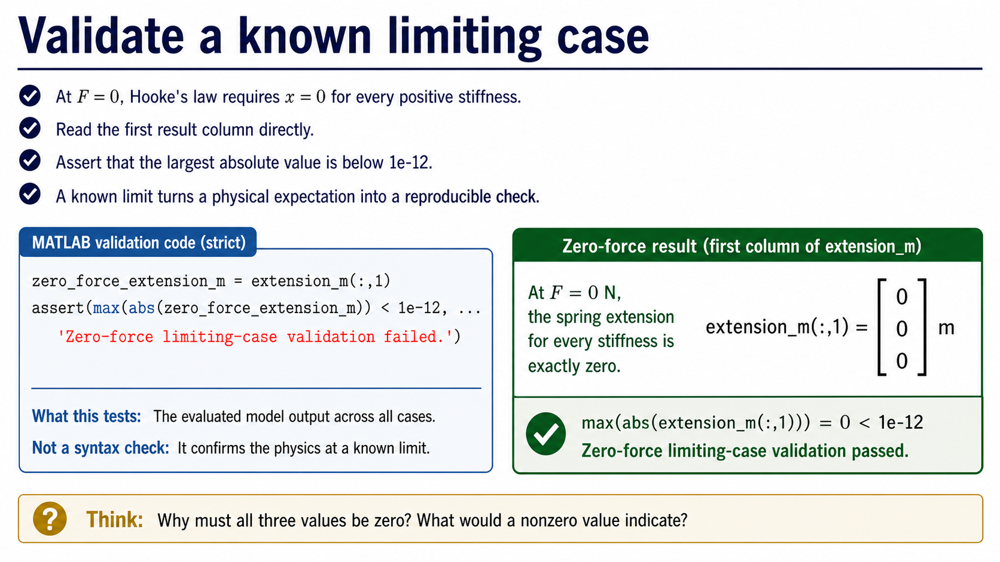 Validate a known limiting case
At F = 0, Hooke's law requires x = 0 for every positive stiffness.
Read the first result column directly.
Assert that the largest absolute value is below 1e-12.
A known limit turns a physical expectation into a reproducible check.
MATLAB validation code (strict)
zero_force_extension_m = extension_m(:,1)
assert(max(abs(zero_force_extension_m)) < 1e-12, ...
'Zero-force limiting-case validation failed.')
What this tests: The evaluated model output across all cases.
Not a syntax check: It confirms the physics at a known limit.
Zero-force result (first column of extension_m)
At F = 0 N,
the spring extension
for every stiffness is
exactly zero.
0
extension_m(:,1) = 0 m
0
max(abs(extension_m(:,1))) = 0 < 1e-12
Zero-force limiting-case validation passed.
? Think: Why must all three values be zero? What would a nonzero value indicate?